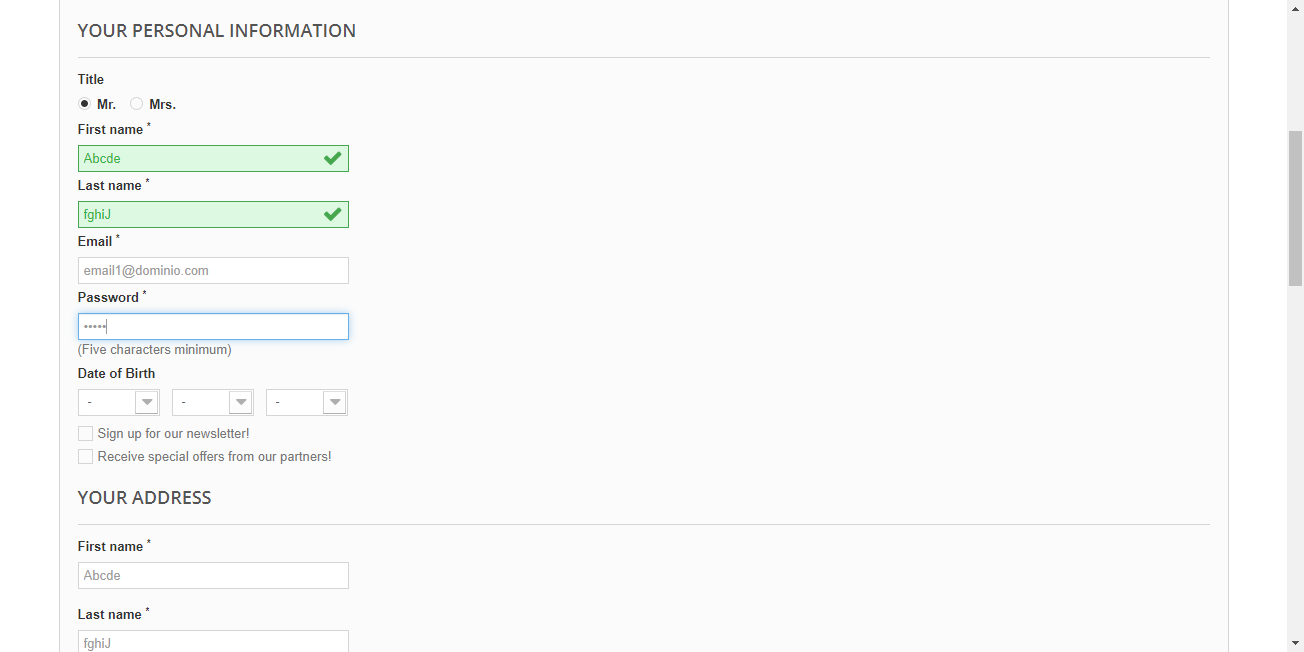 YOUR PERSONAL INFORMATION
Title
Mr. Mrs.
First name *
Abcde
Last name *
fghiJ
Email *
email1@dominio.com
Password *
•••••
(Five characters minimum)
Date of Birth
- - -
Sign up for our newsletter!
Receive special offers from our partners!
YOUR ADDRESS
First name *
Abcde
Last name *
fghiJ